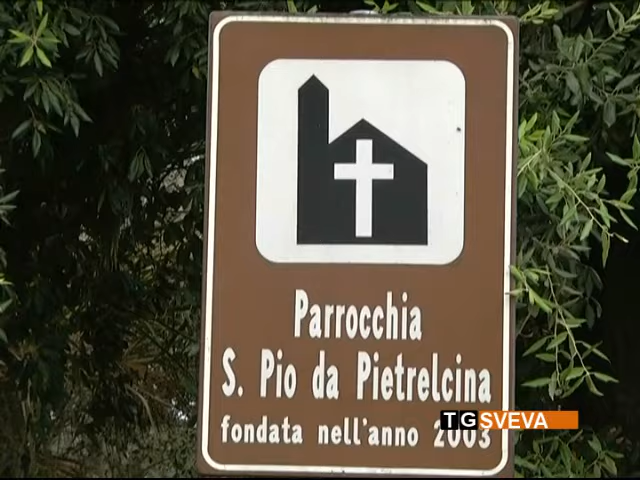 Parrocchia
S. Pio da Pietrelcina
fondata nell'anno 2003
TGSVEVA